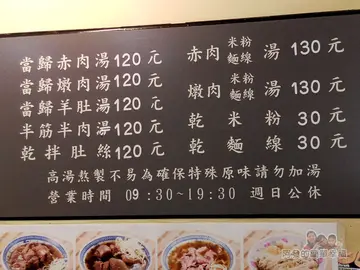 當歸赤肉湯120元
當歸燉肉湯120元
當歸羊肚湯120元
半筋半肉湯120元
乾拌肚絲120元
赤肉 米粉 麵線 湯 130元
燉肉 米粉 麵線 湯 130元
乾米粉 30元
乾麵線 30元
高湯熬製不易為確保特殊原味請勿加湯
營業時間 09:30~19:30 週日公休